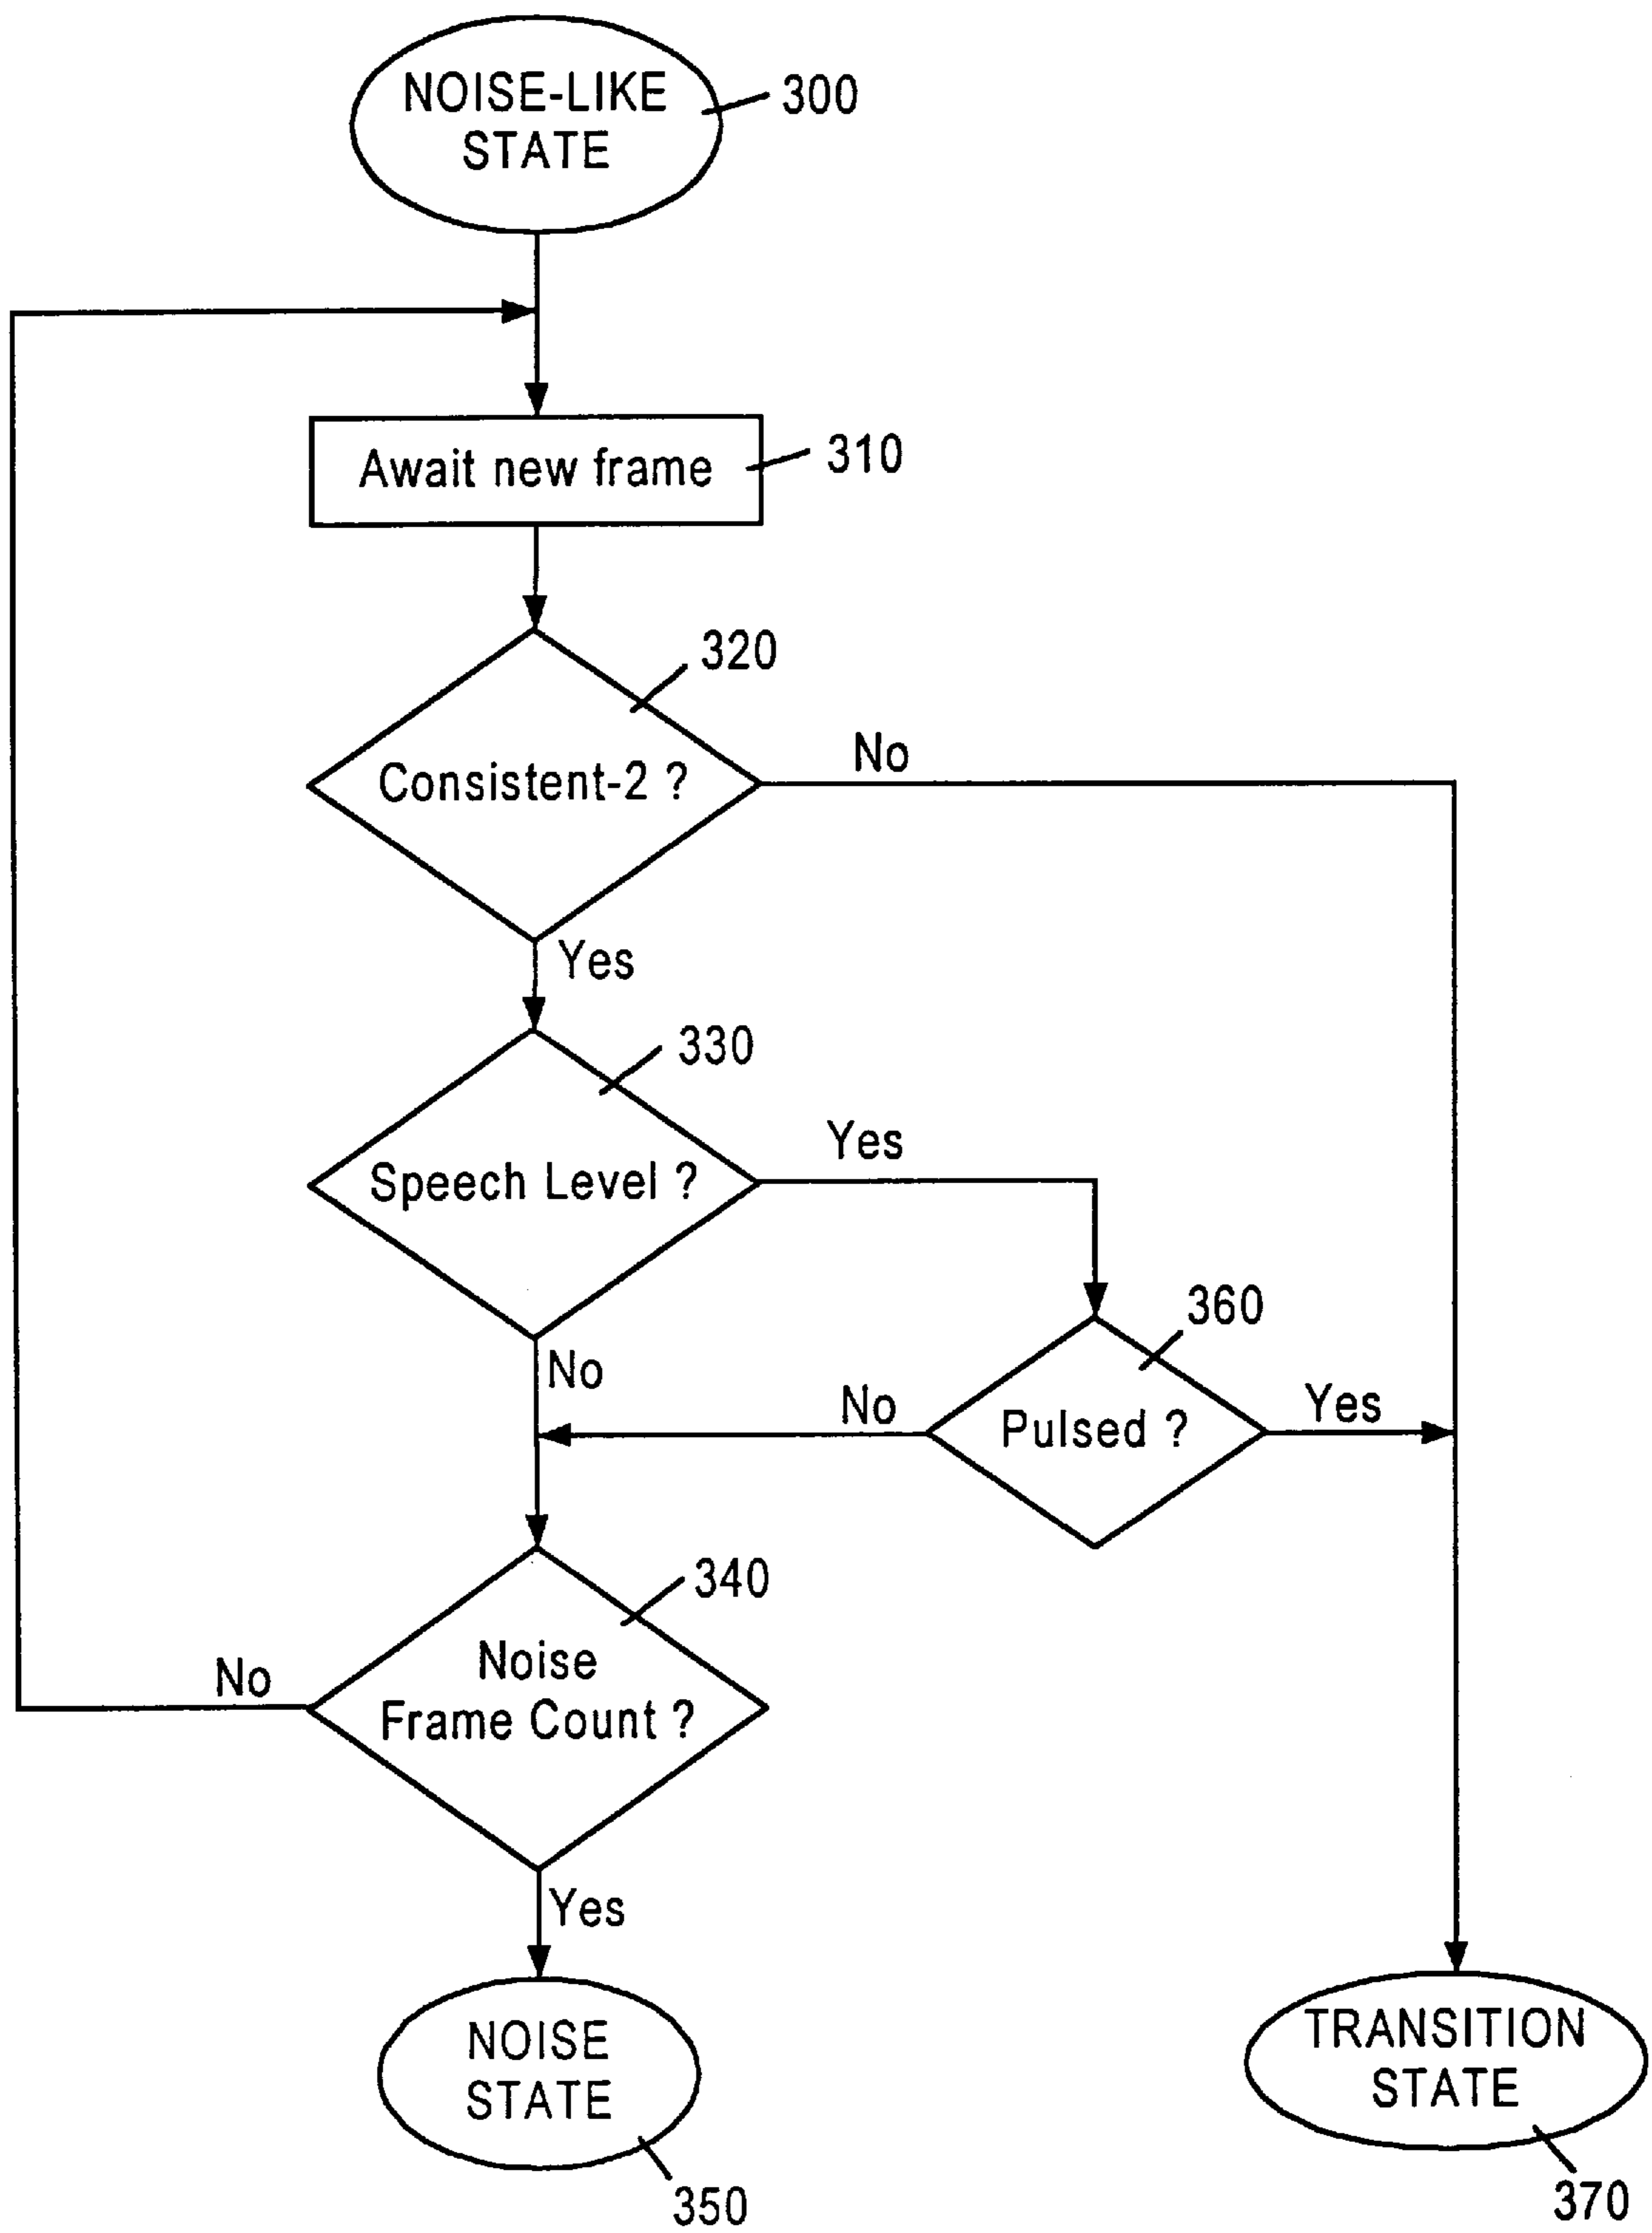 NOISE-LIKE
STATE
300
Await new frame
310
320
Consistent-2 ?
No
Yes
330
Speech Level ?
Yes
360
No
No
Pulsed ?
Yes
340
Noise
Frame Count ?
No
Yes
NOISE
STATE
350
TRANSITION
STATE
370